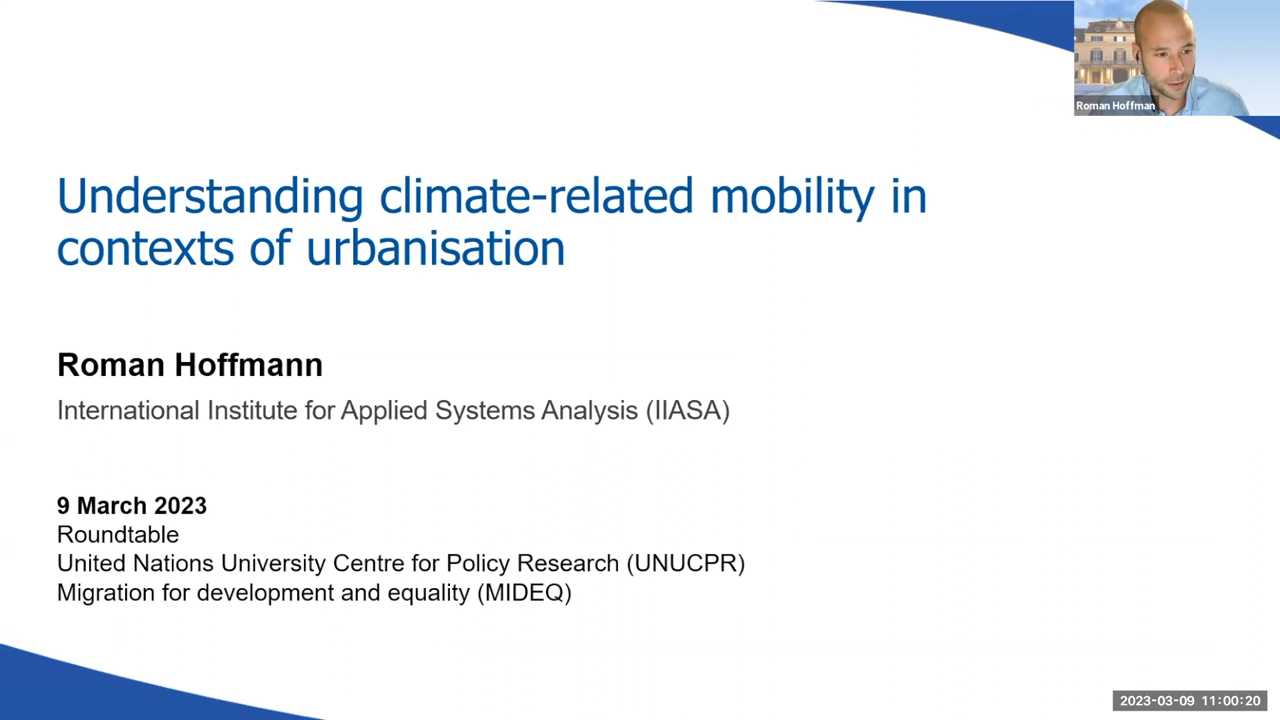 Roman Hoffman
Understanding climate-related mobility in
contexts of urbanisation
Roman Hoffmann
International Institute for Applied Systems Analysis (IIASA)
9 March 2023
Roundtable
United Nations University Centre for Policy Research (UNUCPR)
Migration for development and equality (MIDEQ)
2023-03-09 11:00:20